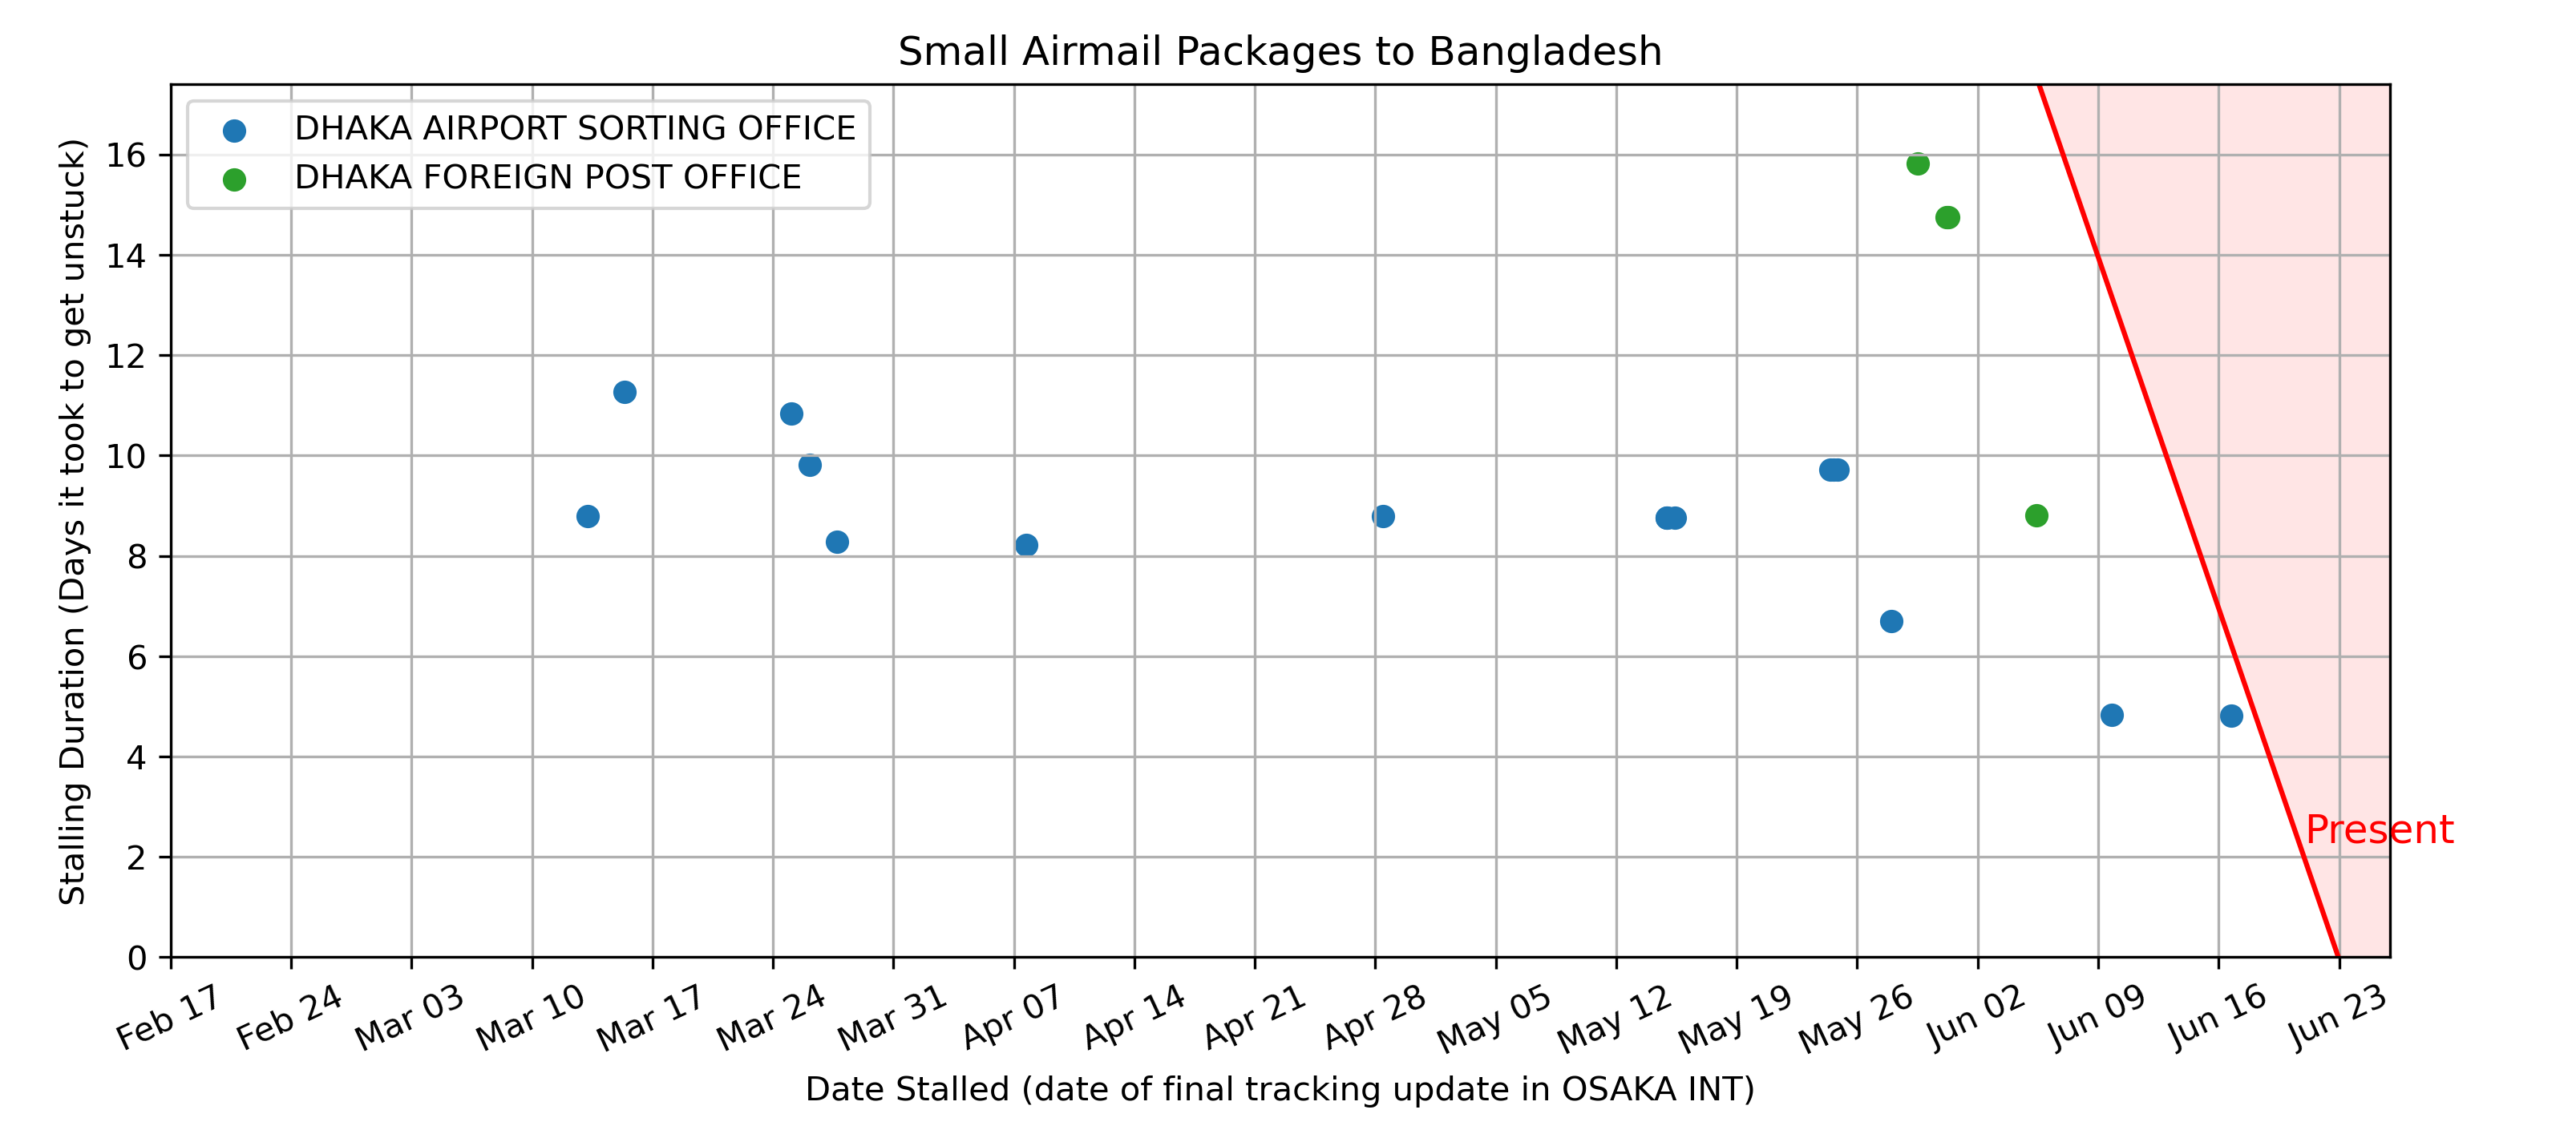 Small Airmail Packages to Bangladesh
DHAKA AIRPORT SORTING OFFICE
DHAKA FOREIGN POST OFFICE
Stalling Duration (Days it took to get unstuck)
16
14
12
10
8
6
4
2
0
Present
Feb 17 Feb 24 Mar 03 Mar 10 Mar 17 Mar 24 Mar 31 Apr 07 Apr 14 Apr 21 Apr 28 May 05 May 12 May 19 May 26 Jun 02 Jun 09 Jun 16 Jun 23
Date Stalled (date of final tracking update in OSAKA INT)